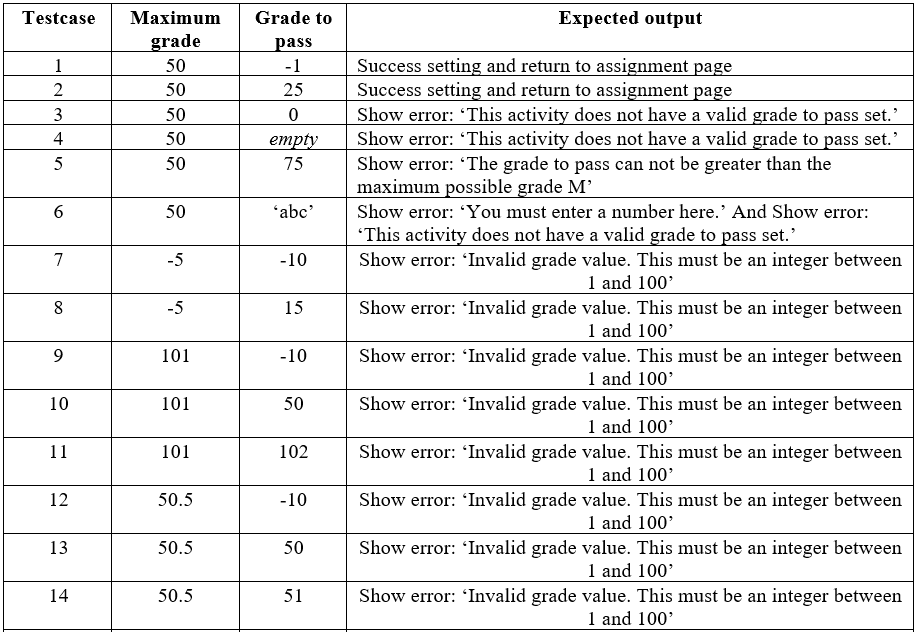 Testcase Maximum grade Grade to pass Expected output
1 50 -1 Success setting and return to assignment page
2 50 25 Success setting and return to assignment page
3 50 0 Show error: ‘This activity does not have a valid grade to pass set.’
4 50 empty Show error: ‘This activity does not have a valid grade to pass set.’
5 50 75 Show error: ‘The grade to pass can not be greater than the
maximum possible grade M’
6 50 ‘abc’ Show error: ‘You must enter a number here.’ And Show error:
‘This activity does not have a valid grade to pass set.’
7 -5 -10 Show error: ‘Invalid grade value. This must be an integer between
1 and 100’
8 -5 15 Show error: ‘Invalid grade value. This must be an integer between
1 and 100’
9 101 -10 Show error: ‘Invalid grade value. This must be an integer between
1 and 100’
10 101 50 Show error: ‘Invalid grade value. This must be an integer between
1 and 100’
11 101 102 Show error: ‘Invalid grade value. This must be an integer between
1 and 100’
12 50.5 -10 Show error: ‘Invalid grade value. This must be an integer between
1 and 100’
13 50.5 50 Show error: ‘Invalid grade value. This must be an integer between
1 and 100’
14 50.5 51 Show error: ‘Invalid grade value. This must be an integer between
1 and 100’